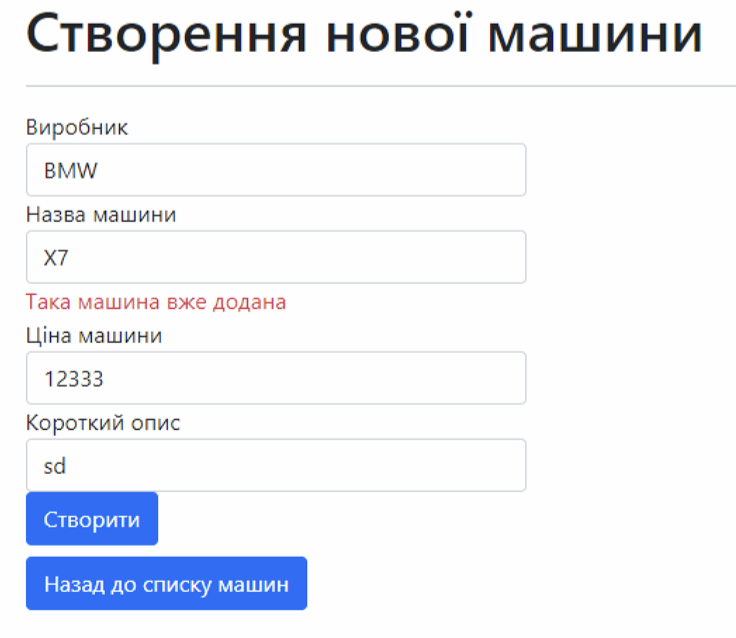 Створення нової машини
Виробник
BMW
Назва машини
X7
Така машина вже додана
Ціна машини
12333
Короткий опис
sd
Створити
Назад до списку машин